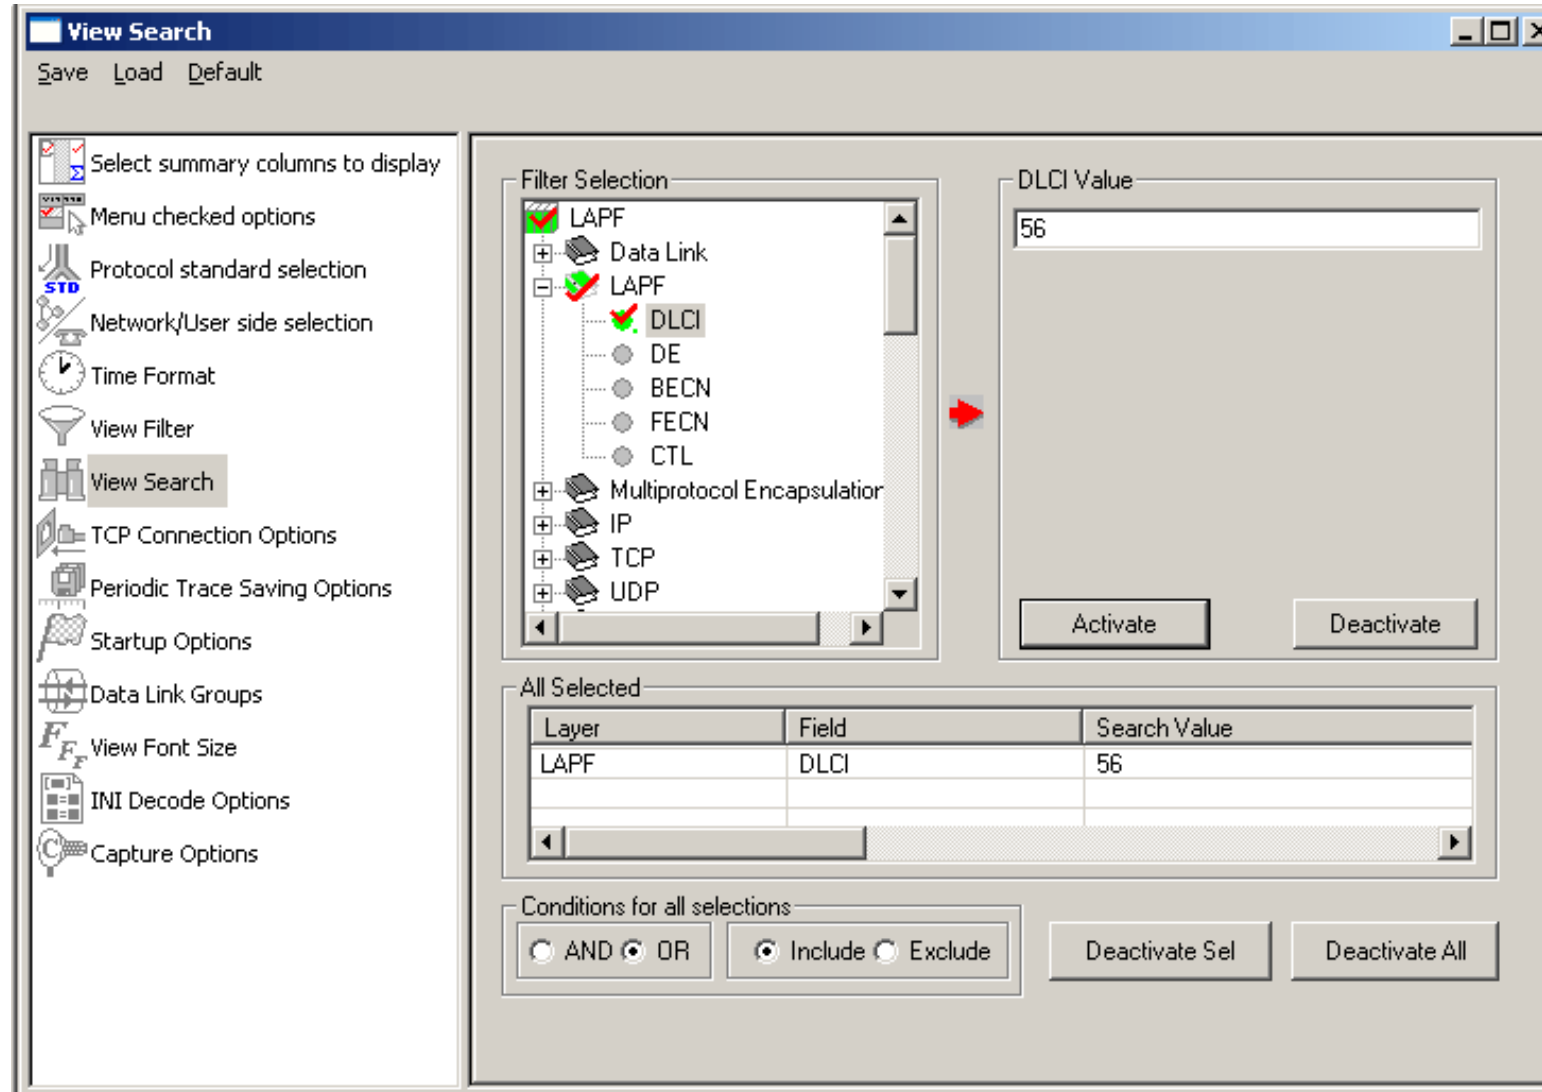 View Search
Save Load Default
Select summary columns to display
Menu checked options
STD
Protocol standard selection
Network/User side selection
Time Format
View Filter
View Search
TCP Connection Options
Periodic Trace Saving Options
Startup Options
Data Link Groups
View Font Size
INI Decode Options
Capture Options
Filter Selection
LAPF
Data Link
LAPF
DLCI
DE
BECN
FECN
CTL
Multiprotocol Encapsulation
IP
TCP
UDP
DLCI Value
56
Activate Deactivate
All Selected
Layer Field Search Value
LAPF DLCI 56
Conditions for all selections
AND OR Include Exclude
Deactivate Sel Deactivate All